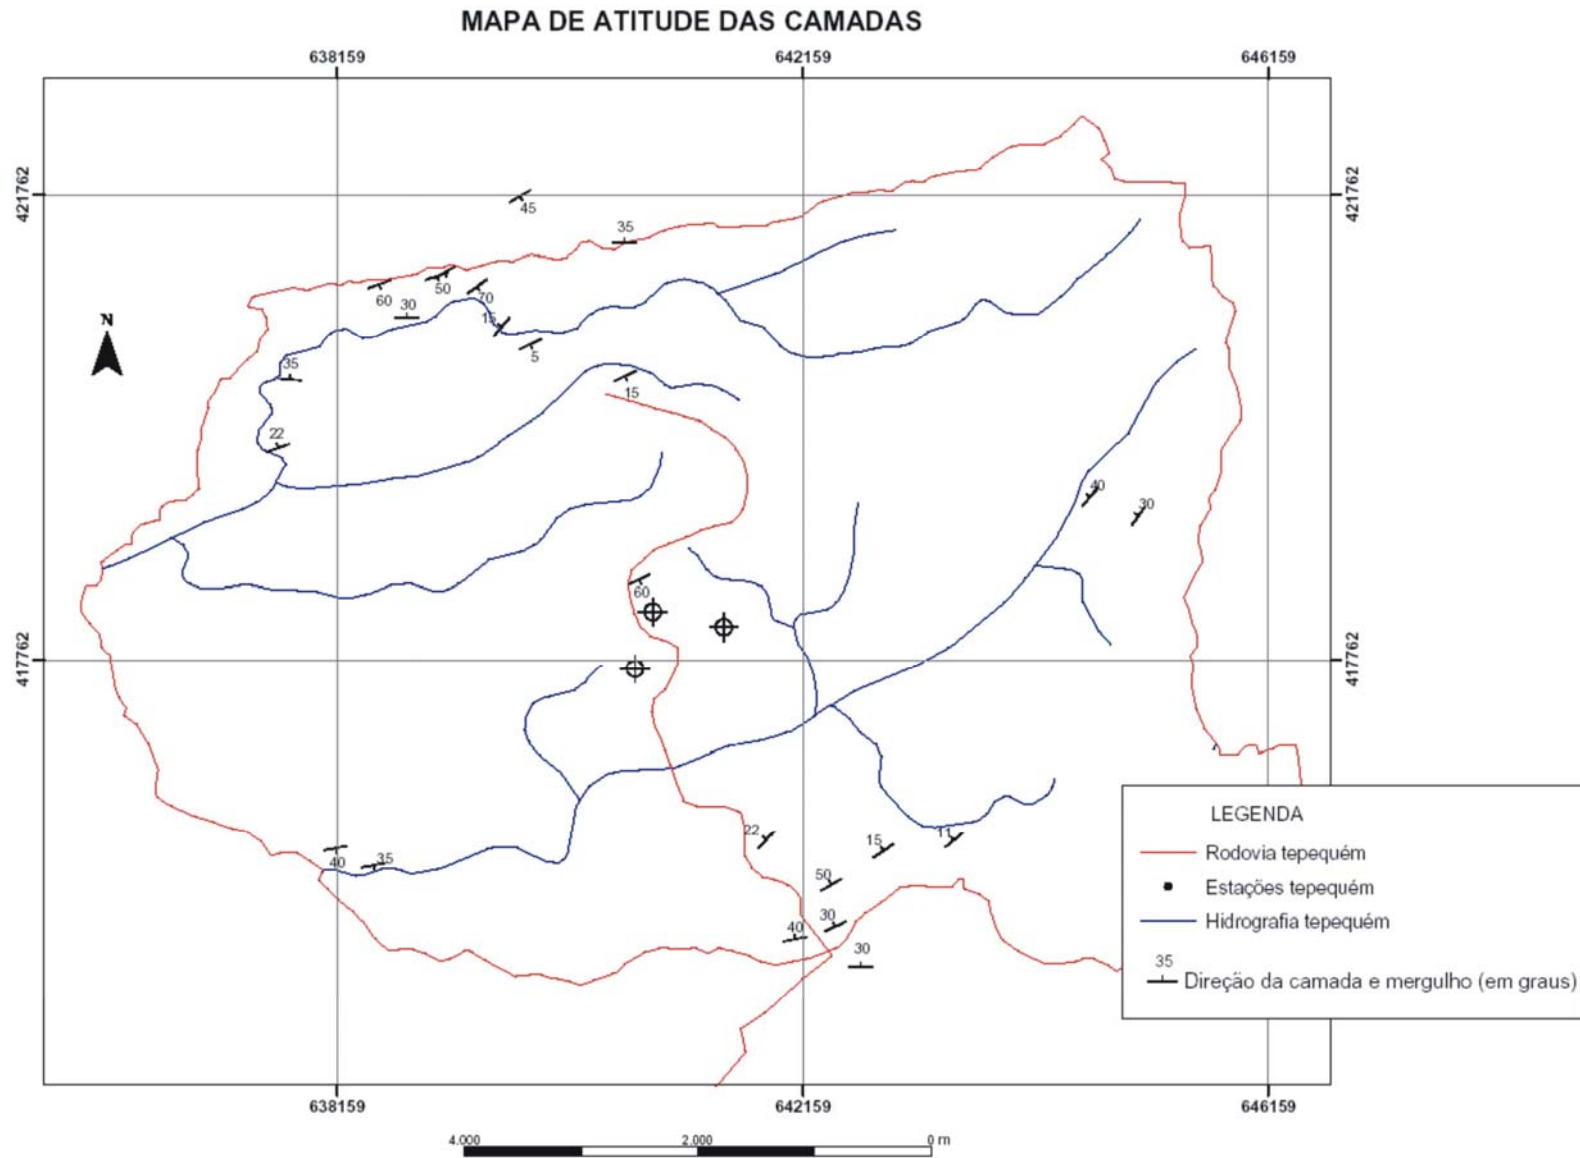 MAPA DE ATITUDE DAS CAMADAS
638159 642159 646159
421762 421762
45
35
60 50 70
30
15
5
35
15
22
40
30
N
60
417762 417762
22
15
11
40 35
50
30
40
30
LEGENDA
Rodovia tepequém
Estações tepequém
Hidrografia tepequém
35
Direção da camada e mergulho (em graus)
638159 642159 646159
4.000 2.000 0 m